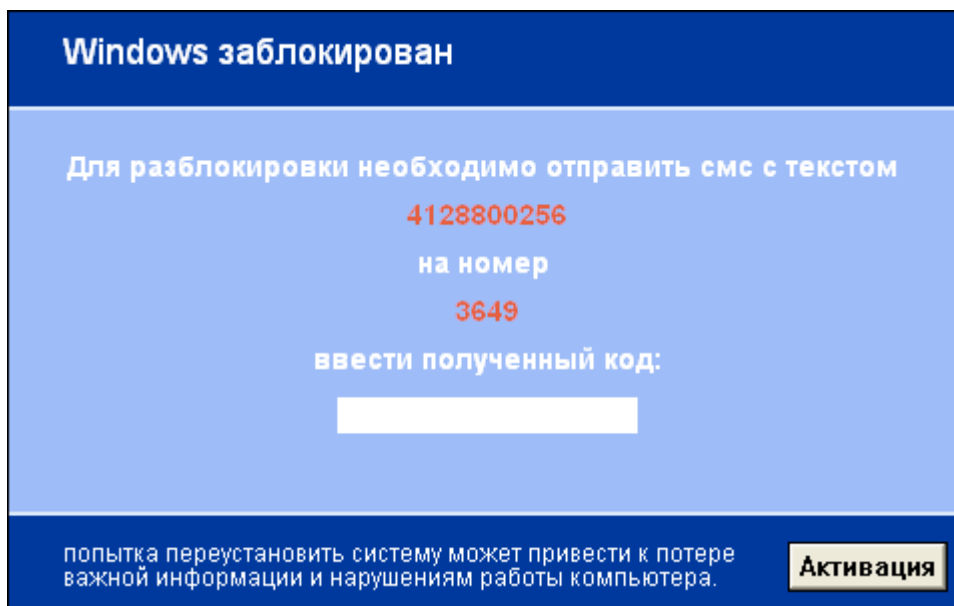 Windows заблокирован
Для разблокировки необходимо отправить смс с текстом
4128800256
на номер
3649
ввести полученный код:
попытка переустановить систему может привести к потере
важной информации и нарушениям работы компьютера.
Активация